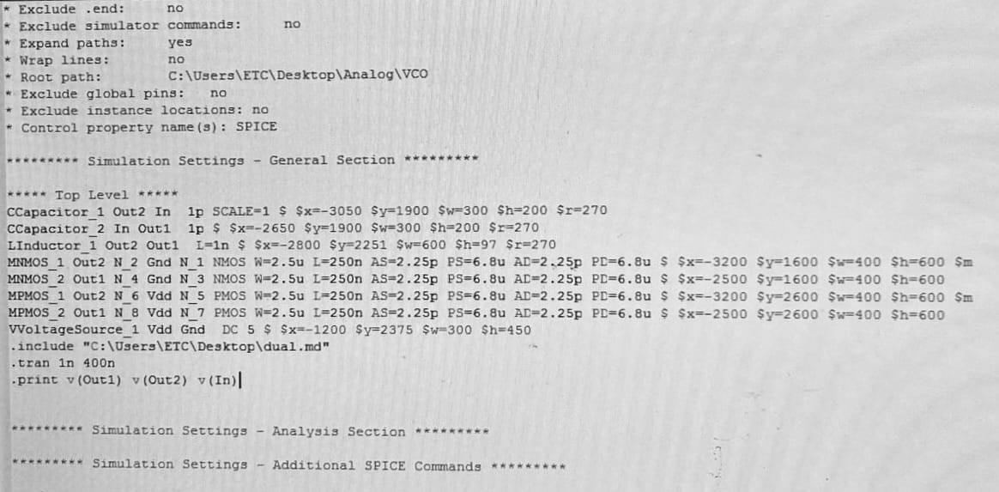 * Exclude .end: no
* Exclude simulator commands: no
* Expand paths: yes
* Wrap lines: no
* Root path: C:\Users\ETC\Desktop\Analog\VCO
* Exclude global pins: no
* Exclude instance locations: no
* Control property name(s): SPICE
********* Simulation Settings - General Section *********
***** Top Level *****
CCapacitor_1 Out2 In 1p SCALE=1 $ $x=-3050 $y=1900 $w=300 $h=200 $r=270
CCapacitor_2 In Out1 1p $ $x=-2650 $y=1900 $w=300 $h=200 $r=270
LInductor_1 Out2 Out1 L=1n $ $x=-2800 $y=2251 $w=600 $h=97 $r=270
MNMOS_1 Out2 N_2 Gnd N_1 NMOS W=2.5u L=250n AS=2.25p PS=6.8u AD=2.25p PD=6.8u $ $x=-3200 $y=1600 $w=400 $h=600 $m
MNMOS_2 Out1 N_4 Gnd N_3 NMOS W=2.5u L=250n AS=2.25p PS=6.8u AD=2.25p PD=6.8u $ $x=-2500 $y=1600 $w=400 $h=600
MPMOS_1 Out2 N_6 Vdd N_5 PMOS W=2.5u L=250n AS=2.25p PS=6.8u AD=2.25p PD=6.8u $ $x=-3200 $y=2600 $w=400 $h=600 $m
MPMOS_2 Out1 N_8 Vdd N_7 PMOS W=2.5u L=250n AS=2.25p PS=6.8u AD=2.25p PD=6.8u $ $x=-2500 $y=2600 $w=400 $h=600
VVoltageSource_1 Vdd Gnd DC 5 $ $x=-1200 $y=2375 $w=300 $h=450
.include "C:\Users\ETC\Desktop\dual.md"
.tran 1n 400n
.print v(Out1) v(Out2) v(In)
********* Simulation Settings - Analysis Section *********
********* Simulation Settings - Additional SPICE Commands *********